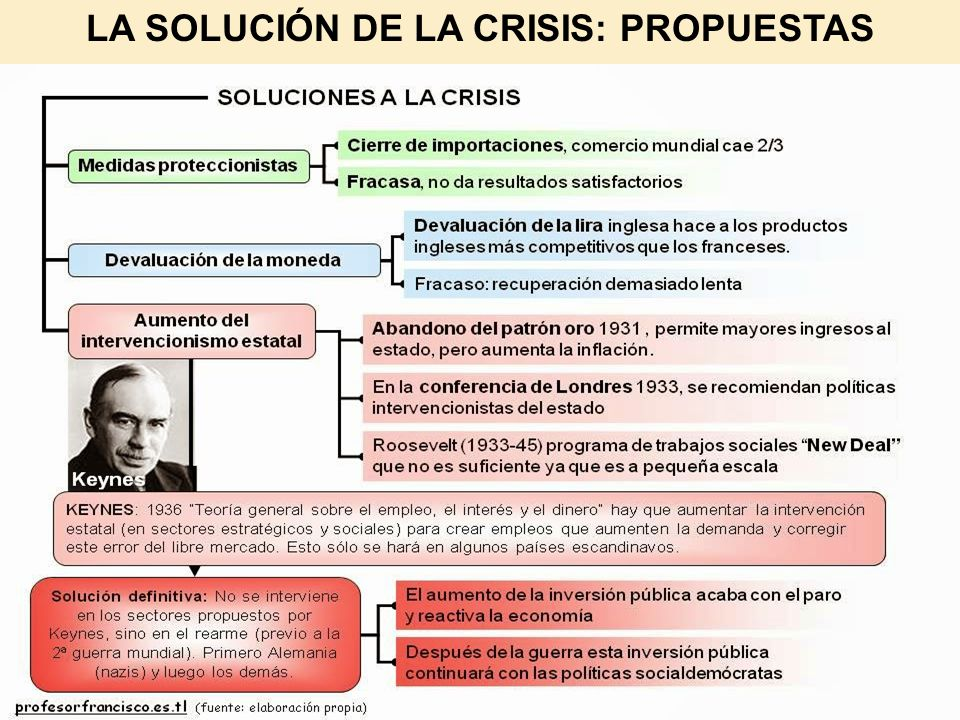 LA SOLUCIÓN DE LA CRISIS: PROPUESTAS
SOLUCIONES A LA CRISIS
Medidas proteccionistas
Cierre de importaciones, comercio mundial cae 2/3
Fracasa, no da resultados satisfactorios
Devaluación de la moneda
Devaluación de la lira inglesa hace a los productos
ingleses más competitivos que los franceses.
Fracaso: recuperación demasiado lenta
Aumento del
intervencionismo estatal
Abandono del patrón oro 1931 , permite mayores ingresos al
estado, pero aumenta la inflación.
En la conferencia de Londres 1933, se recomiendan políticas
intervencionistas del estado
Roosevelt (1933-45) programa de trabajos sociales “New Deal”
que no es suficiente ya que es a pequeña escala
Keynes
KEYNES: 1936 “Teoría general sobre el empleo, el interés y el dinero” hay que aumentar la intervención
estatal (en sectores estratégicos y sociales) para crear empleos que aumenten la demanda y corregir
este error del libre mercado. Esto sólo se hará en algunos países escandinavos.
Solución definitiva: No se interviene
en los sectores propuestos por
Keynes, sino en el rearme (previo a la
2ª guerra mundial). Primero Alemania
(nazis) y luego los demás.
El aumento de la inversión pública acaba con el paro
y reactiva la economía
Después de la guerra esta inversión pública
continuará con las políticas socialdemócratas
profesorfrancisco.es.tl (fuente: elaboración propia)